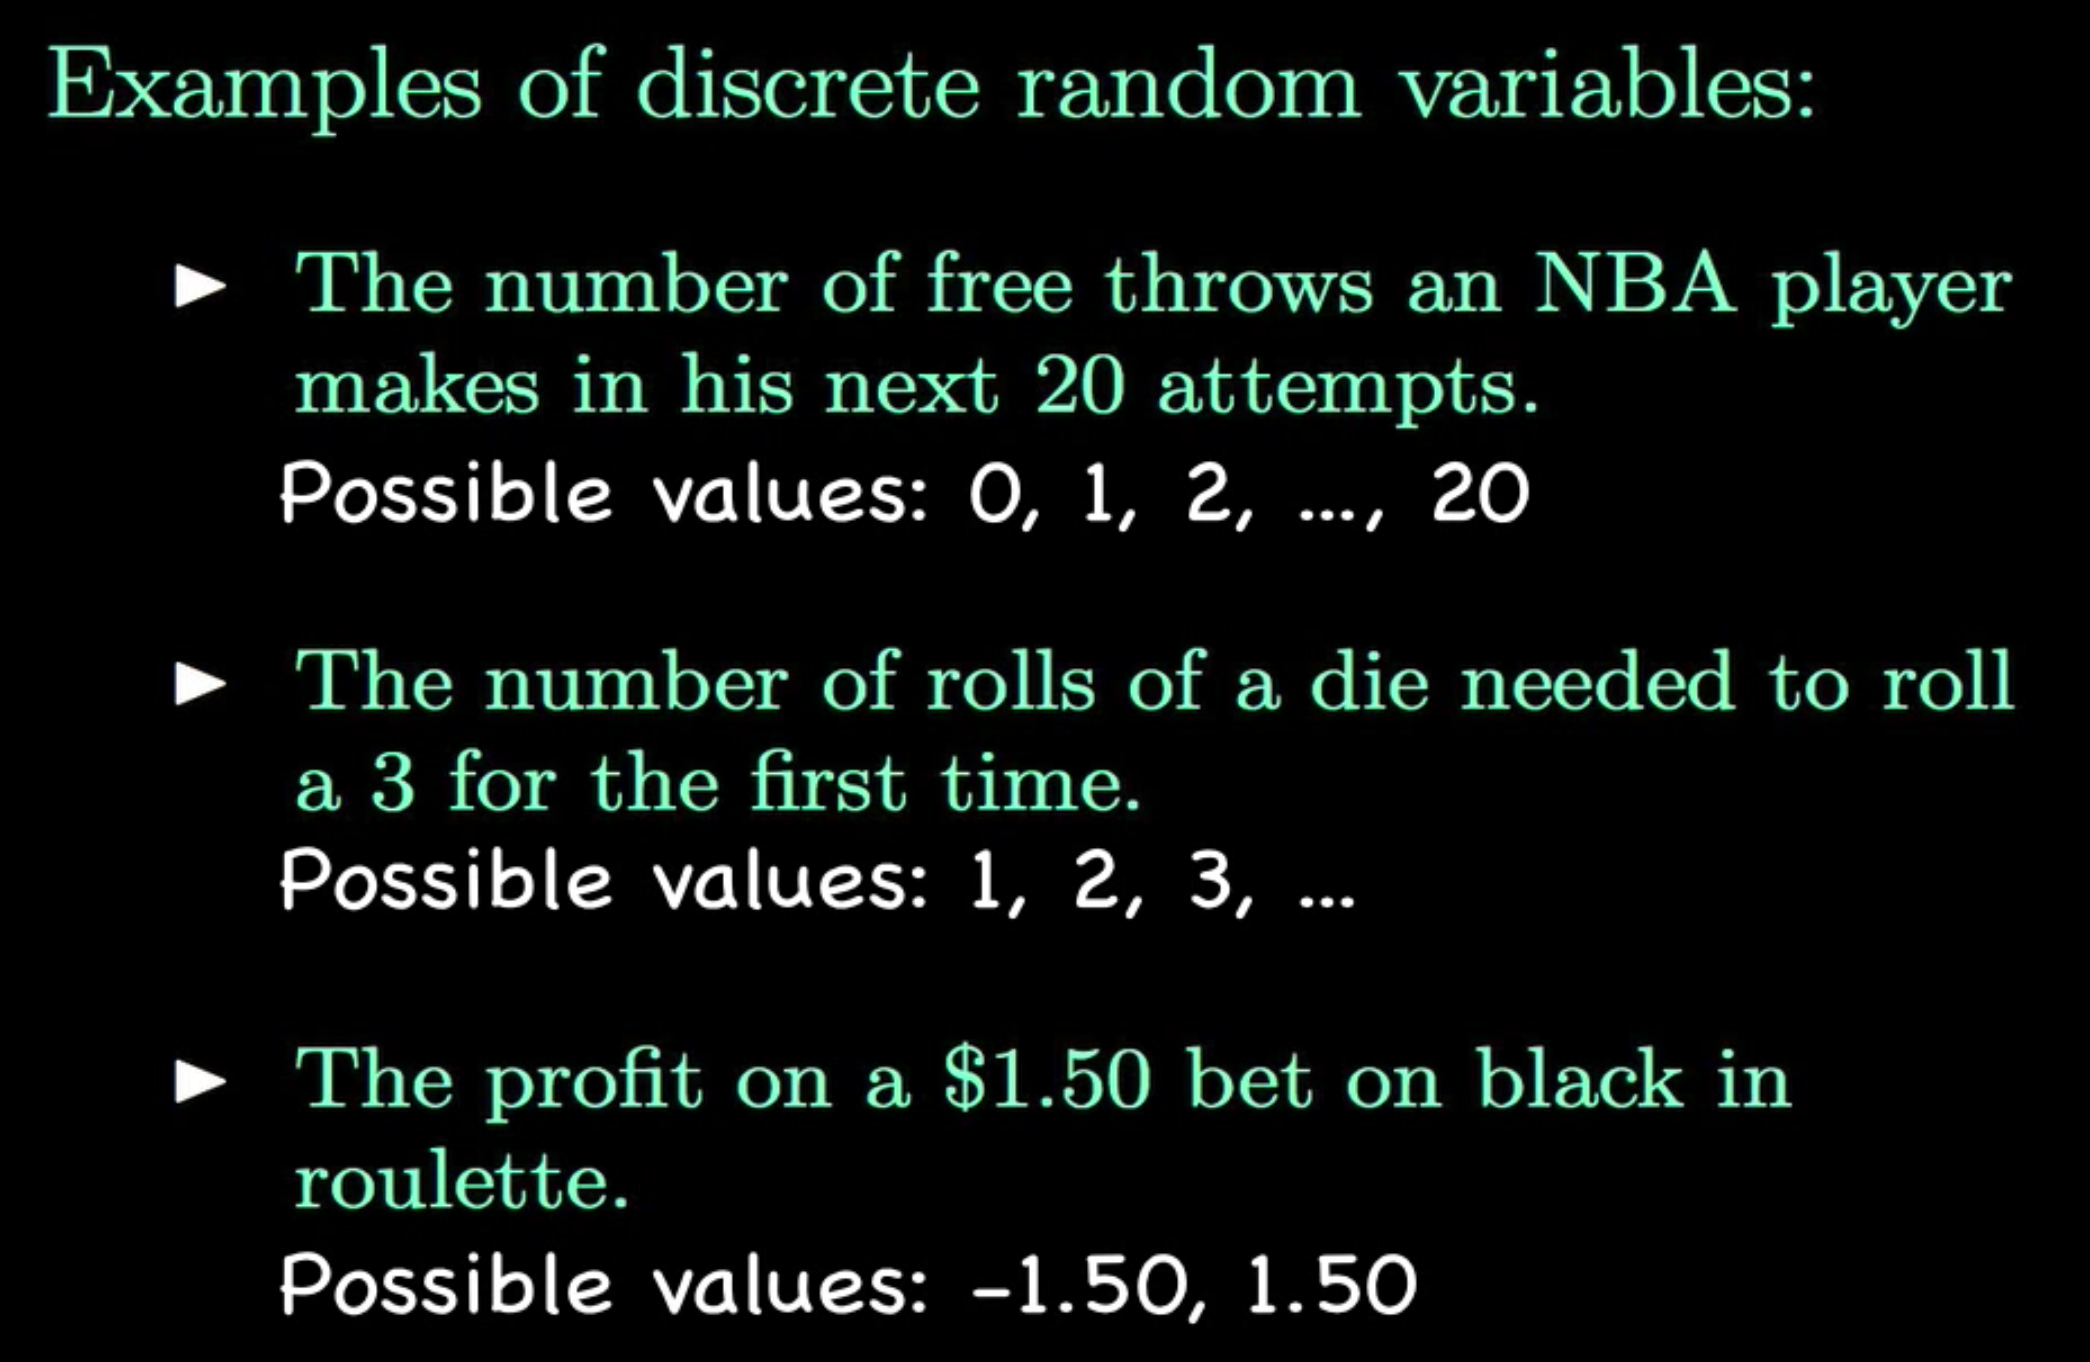 Examples of discrete random variables:
► The number of free throws an NBA player
makes in his next 20 attempts.
Possible values: 0, 1, 2, ..., 20
► The number of rolls of a die needed to roll
a 3 for the first time.
Possible values: 1, 2, 3, ...
► The profit on a $1.50 bet on black in
roulette.
Possible values: -1.50, 1.50